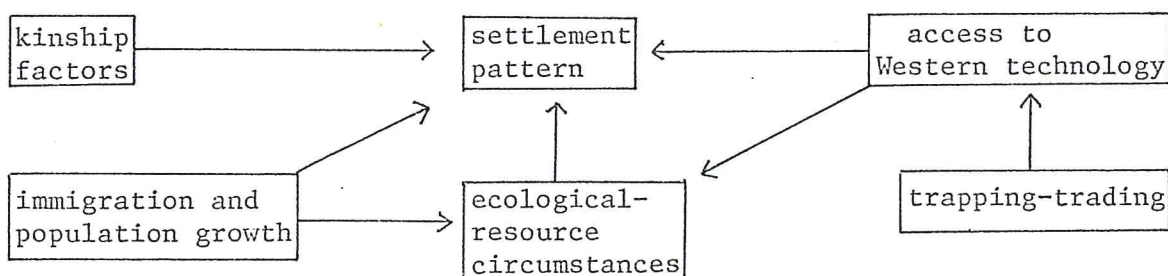 kinship
factors
settlement
pattern
access to
Western technology
immigration and
population growth
ecological-
resource
circumstances
trapping-trading